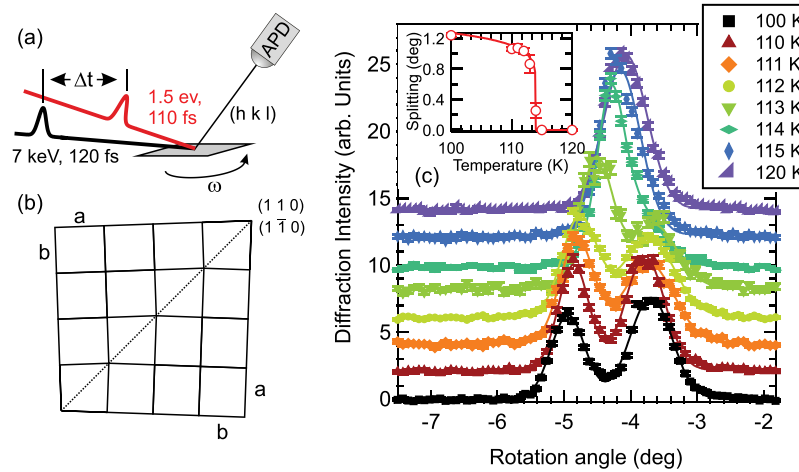 (a)
APD
Δt
1.5 ev,
110 fs
(h k l)
7 keV, 120 fs
ω
(b)
a
(1 1 0)
(1 1̅ 0)
b
a
b
Diffraction Intensity (arb. Units)
25
20
15
10
5
0
-7
-6
-5
-4
-3
-2
Rotation angle (deg)
(c)
Splitting (deg)
1.2
0.8
0.4
0.0
100
110
120
Temperature (K)
100 K
110 K
111 K
112 K
113 K
114 K
115 K
120 K